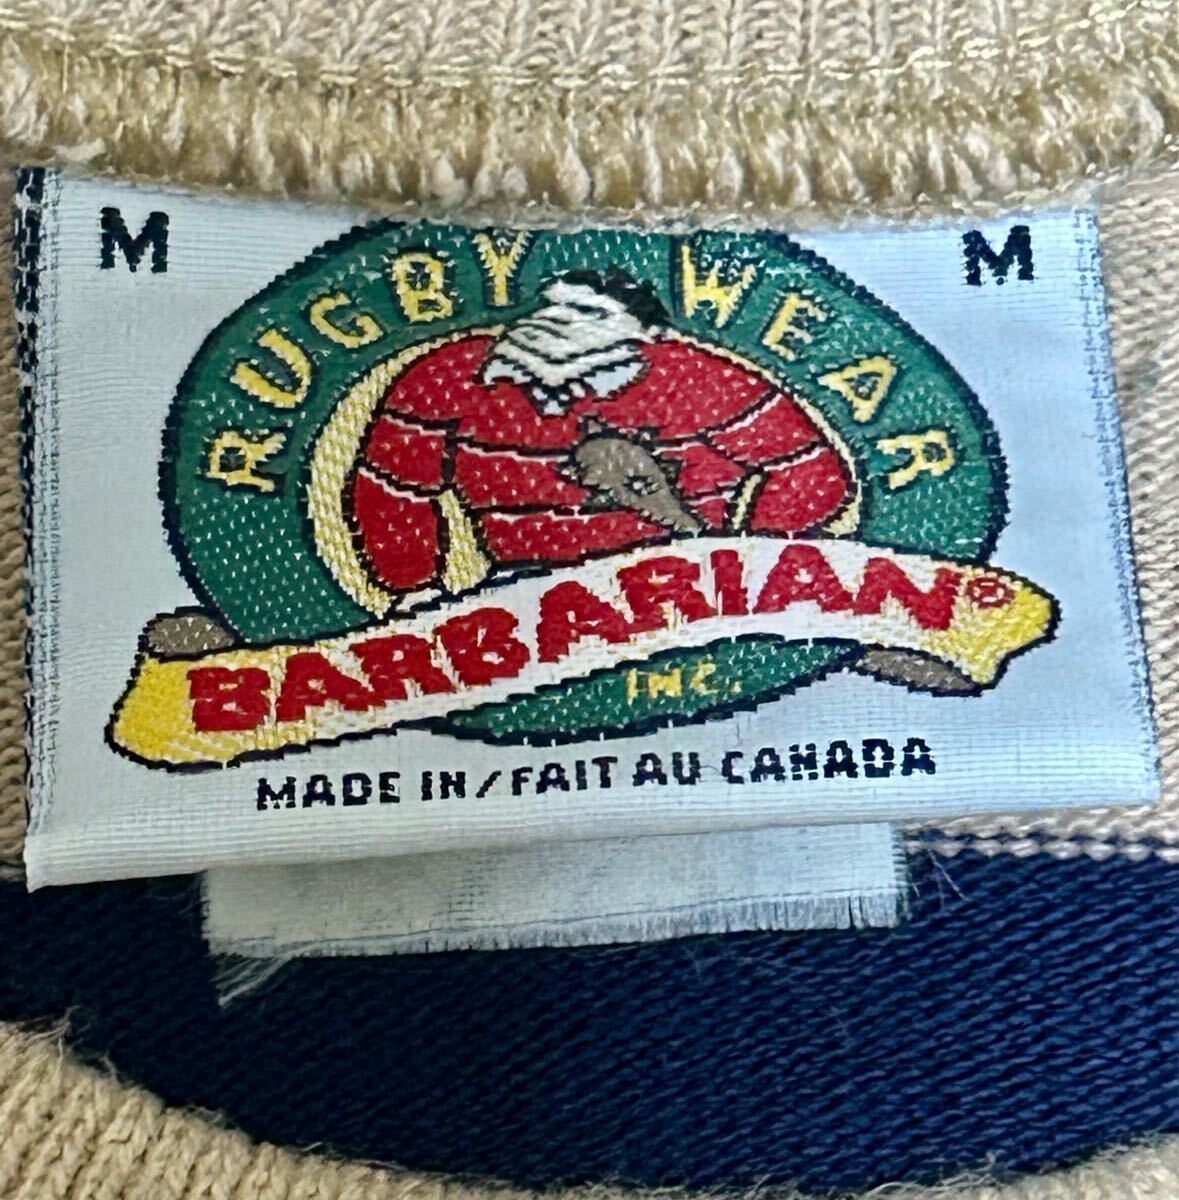 M M
RUGBY WEAR
BARBARIAN®
INC.
MADE IN/FAIT AU CANADA